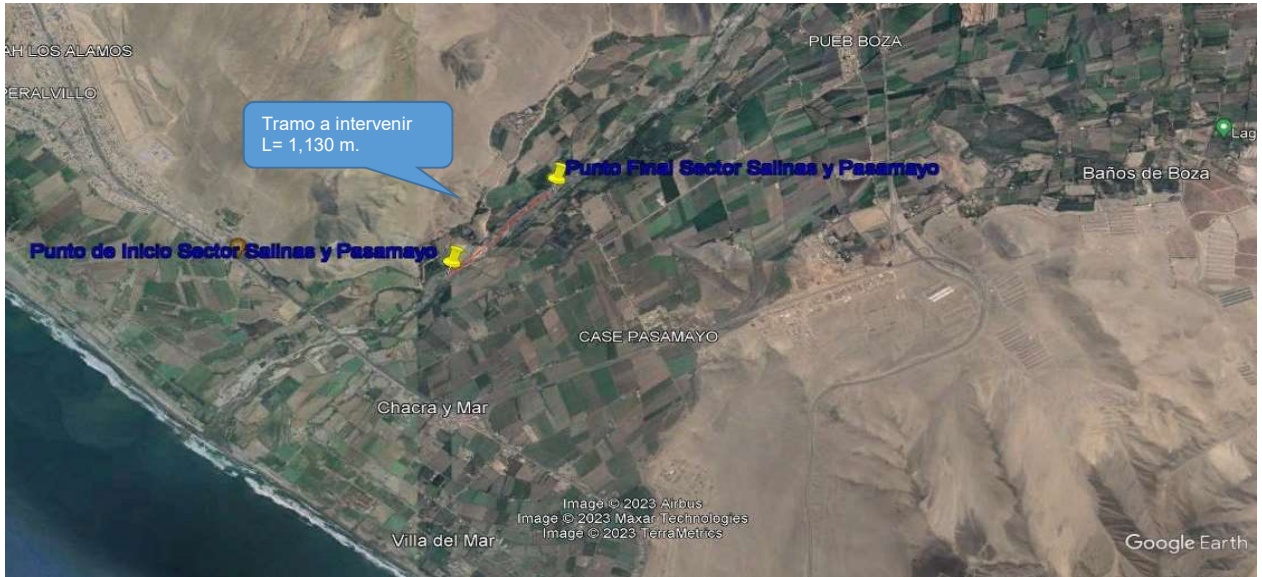 AH LOS ALAMOS
PERALVILLO
PUEB BOZA
Tramo a intervenir
L= 1,130 m.
Lag
Punto Final Sector Salinas y Pasamayo
Baños de Boza
Punto de Inicio Sector Salinas y Pasamayo
CASE PASAMAYO
Chacra y Mar
Image © 2023 Airbus
Image © 2023 Maxar Technologies
Image © 2023 TerraMetrics
Villa del Mar
Google Earth